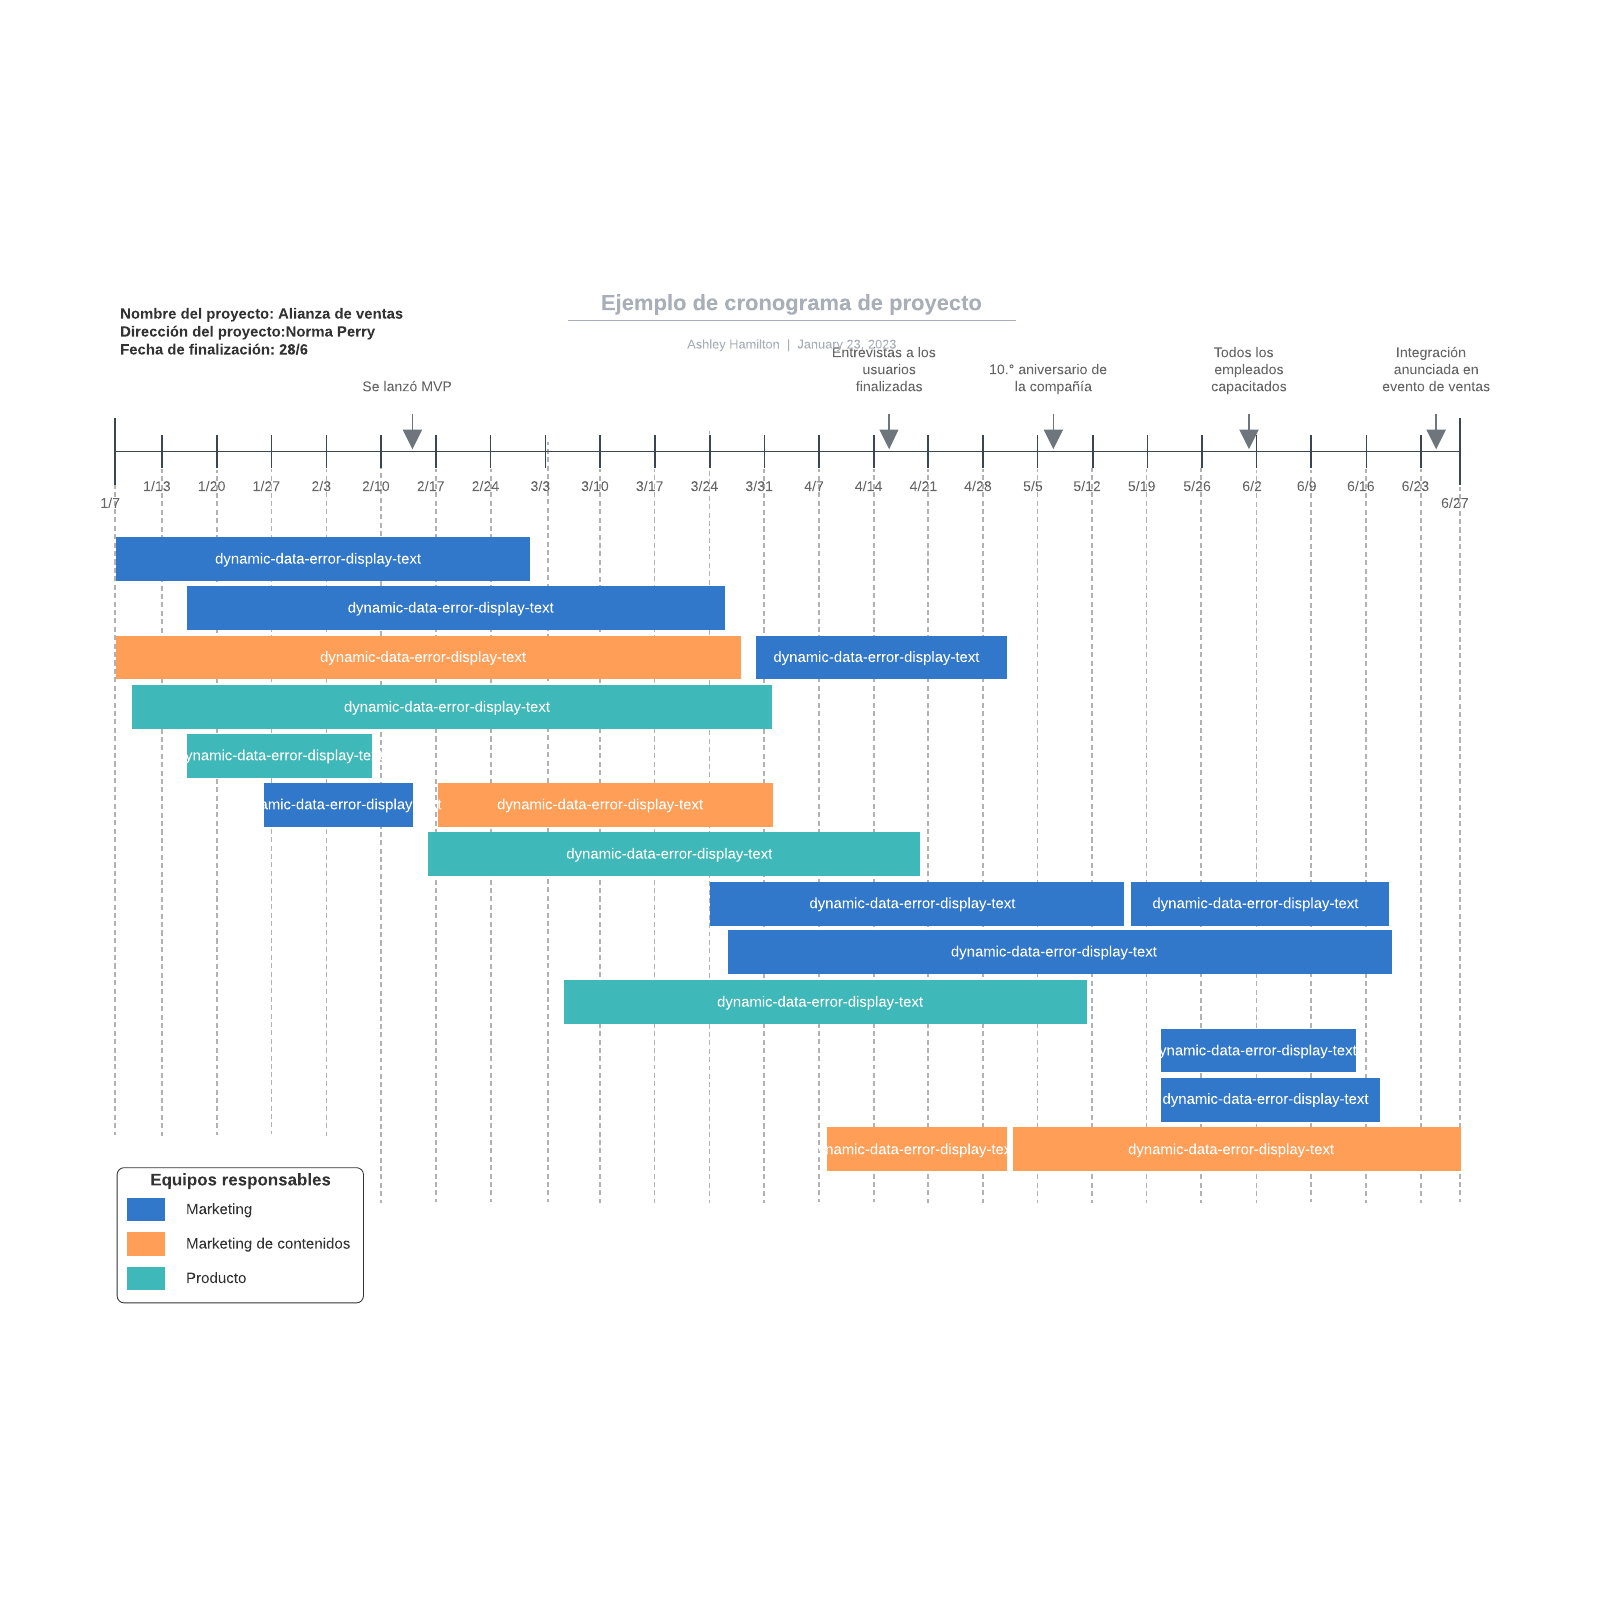 Ejemplo de cronograma de proyecto
Nombre del proyecto: Alianza de ventas
Dirección del proyecto:Norma Perry
Fecha de finalización: 28/6
Ashley Hamilton | January 23, 2023
Se lanzó MVP
Entrevistas a los
usuarios
finalizadas
10.° aniversario de
la compañía
Todos los
empleados
capacitados
Integración
anunciada en
evento de ventas
1/7 1/13 1/20 1/27 2/3 2/10 2/17 2/24 3/3 3/10 3/17 3/24 3/31 4/7 4/14 4/21 4/28 5/5 5/12 5/19 5/26 6/2 6/9 6/16 6/23 6/27
dynamic-data-error-display-text
dynamic-data-error-display-text
dynamic-data-error-display-text dynamic-data-error-display-text
dynamic-data-error-display-text
ynamic-data-error-display-te
amic-data-error-display t dynamic-data-error-display-text
dynamic-data-error-display-text
dynamic-data-error-display-text dynamic-data-error-display-text
dynamic-data-error-display-text
dynamic-data-error-display-text
ynamic-data-error-display-text
dynamic-data-error-display-text
namic-data-error-display-tex dynamic-data-error-display-text
Equipos responsables
Marketing
Marketing de contenidos
Producto